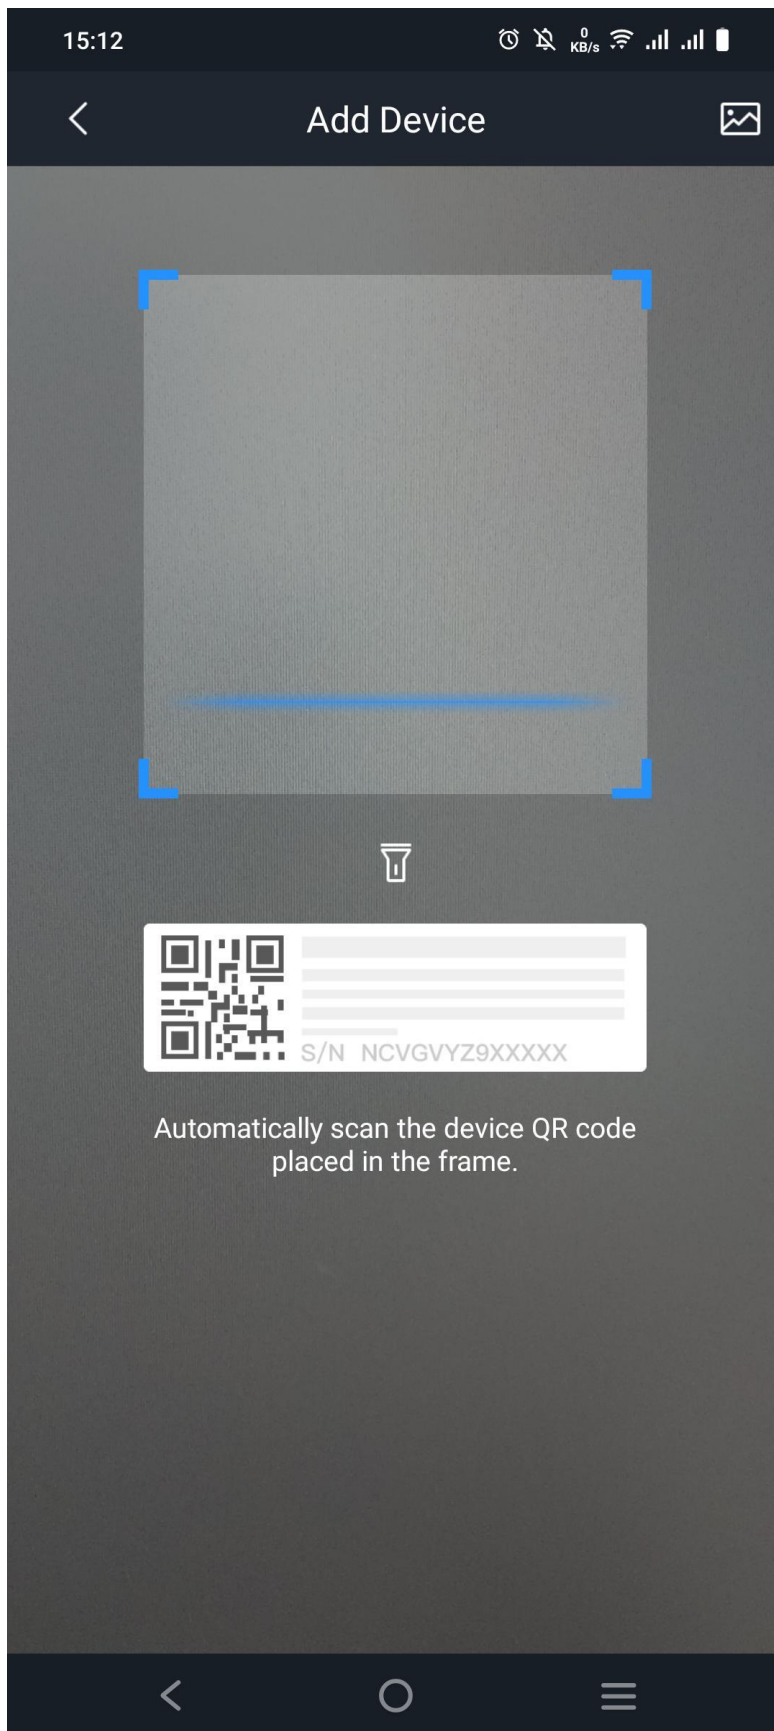 15:12
0
KB/s
Add Device
S/N NCVGVYZ9XXXXX
Automatically scan the device QR code
placed in the frame.